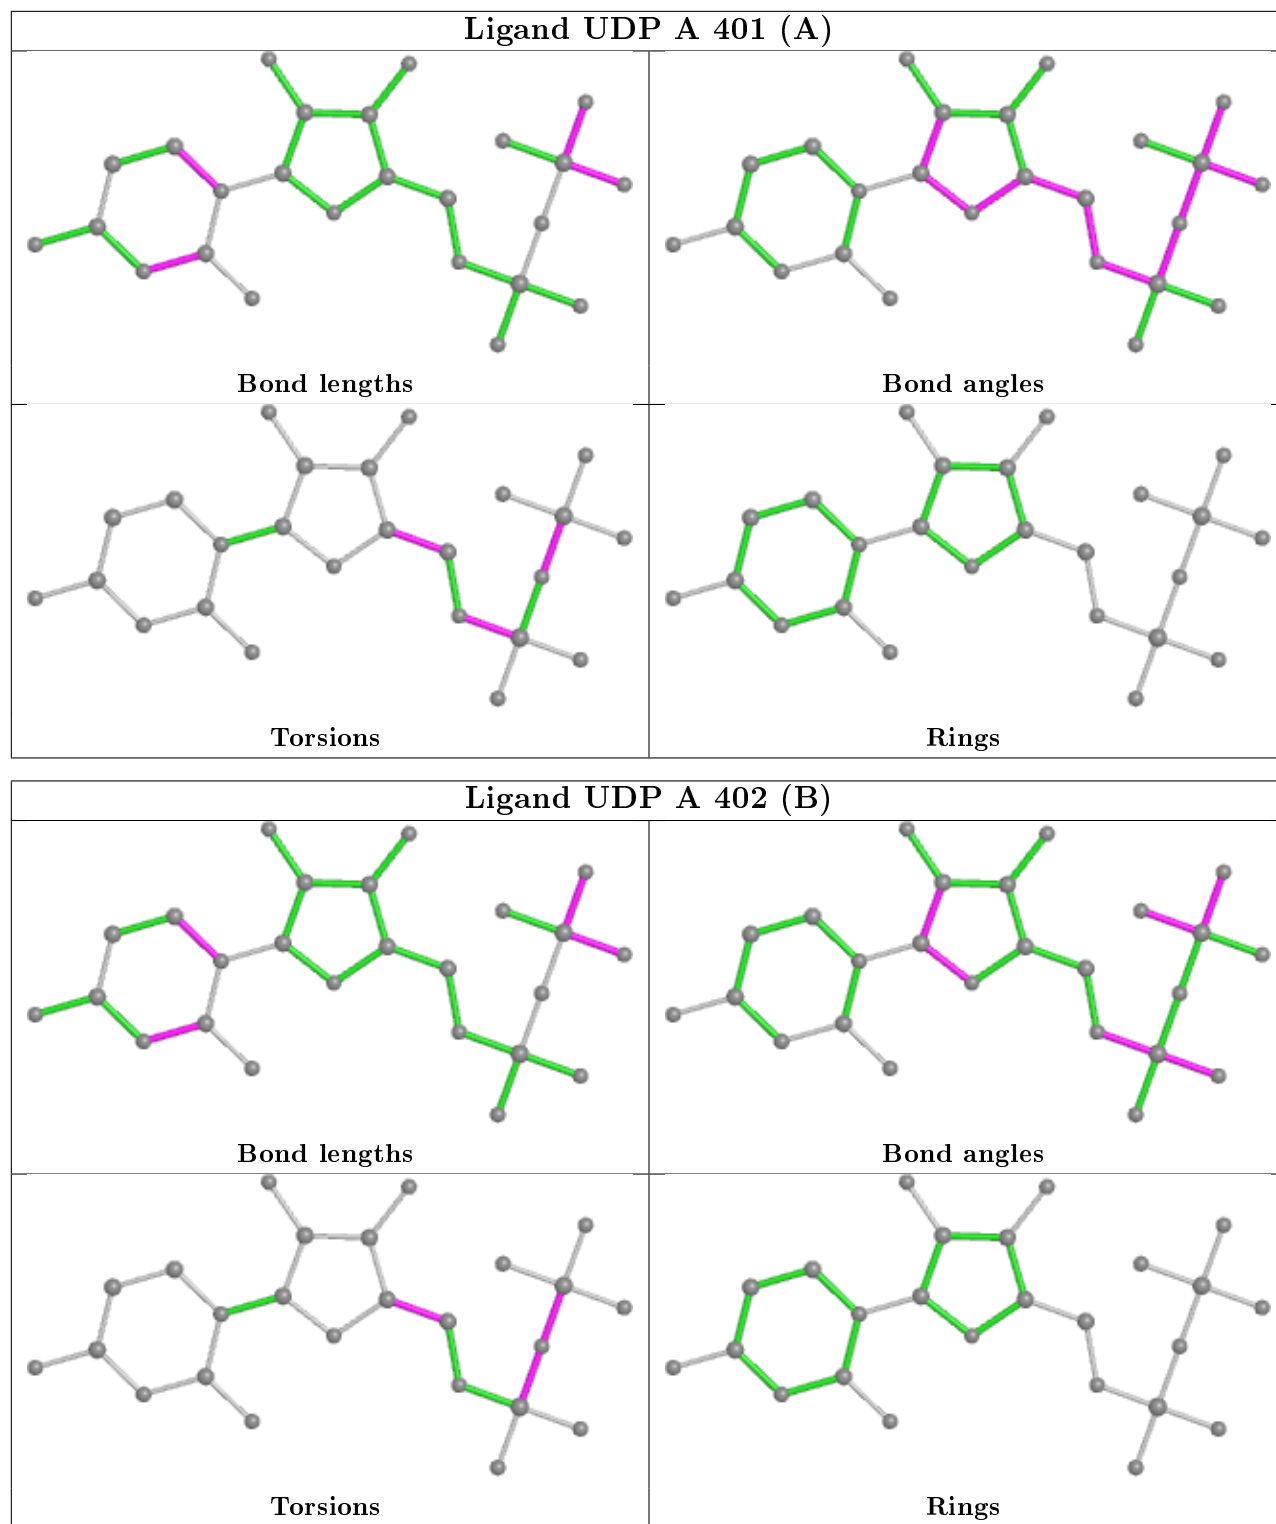 Ligand UDP A 401 (A)
Bond lengths
Bond angles
Torsions
Rings
Ligand UDP A 402 (B)
Bond lengths
Bond angles
Torsions
Rings